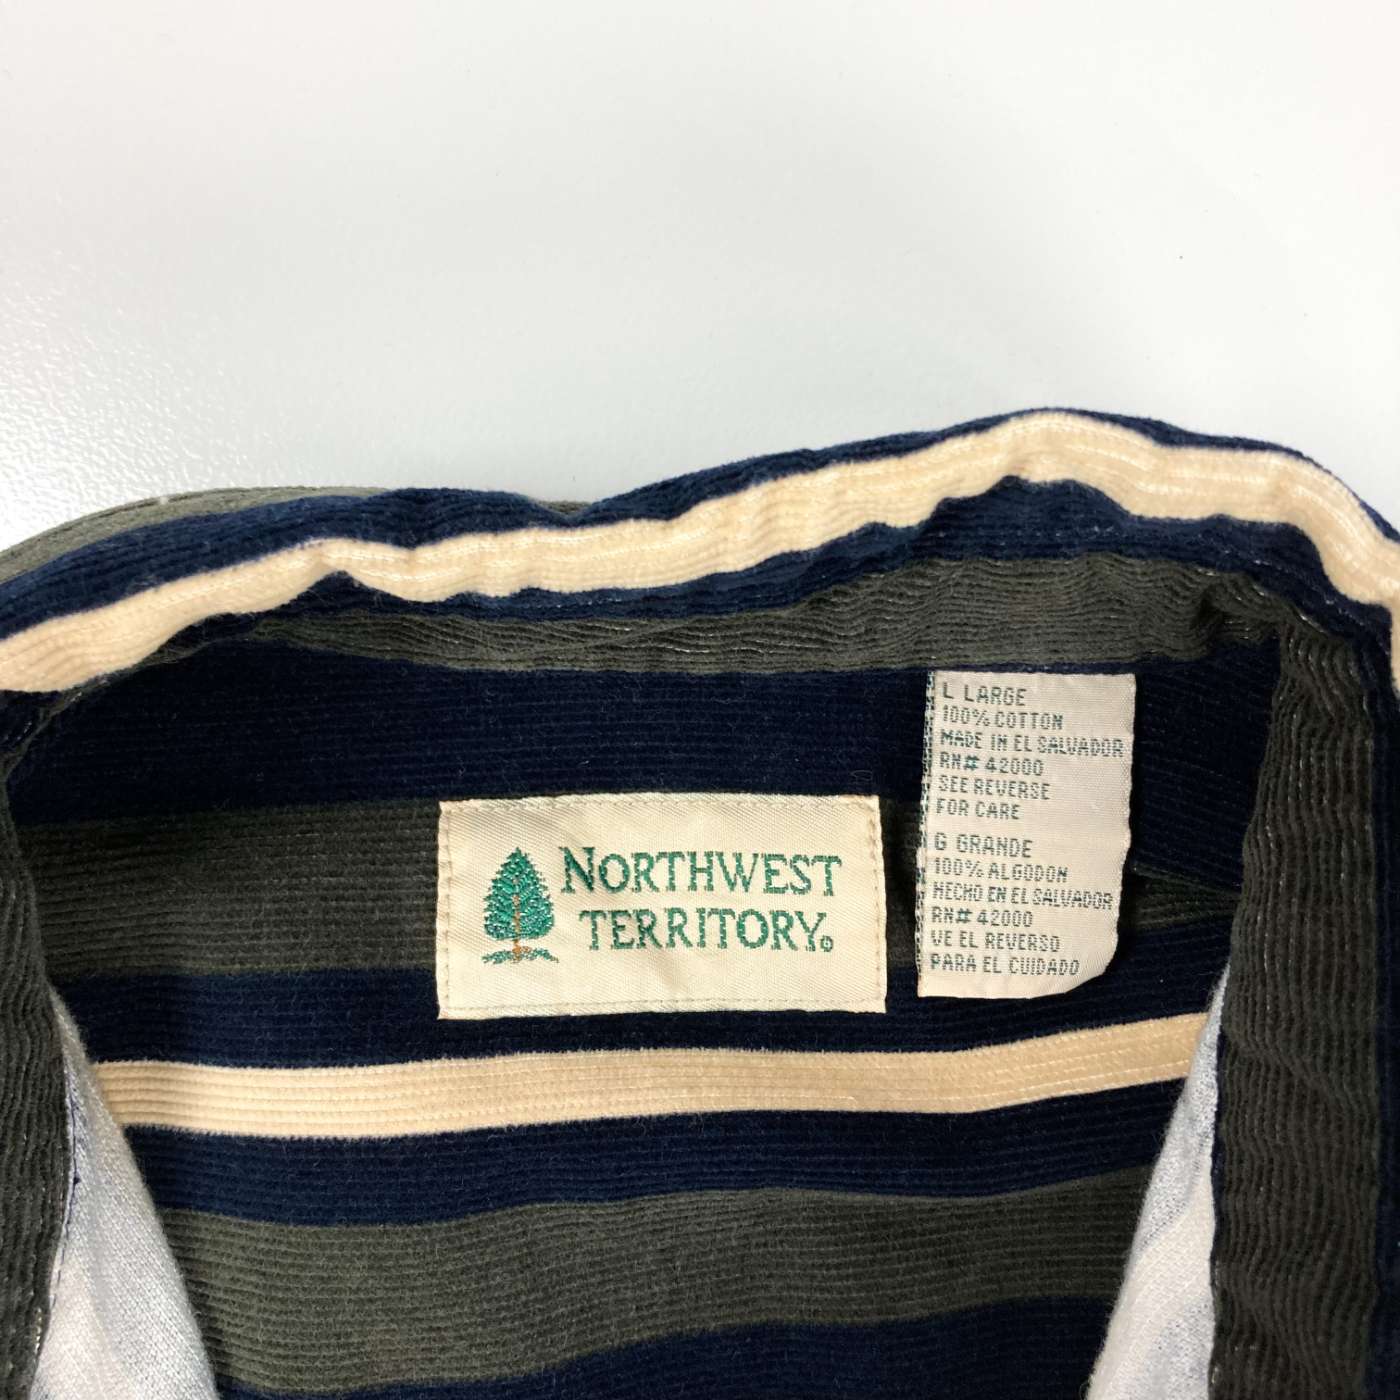 NORTHWEST
TERRITORY®
L LARGE
100% COTTON
MADE IN EL SALVADOR
RN# 42000
SEE REVERSE
FOR CARE
G GRANDE
100% ALGODON
HECHO EN EL SALVADOR
RN# 42000
VE EL REVERSO
PARA EL CUIDADO